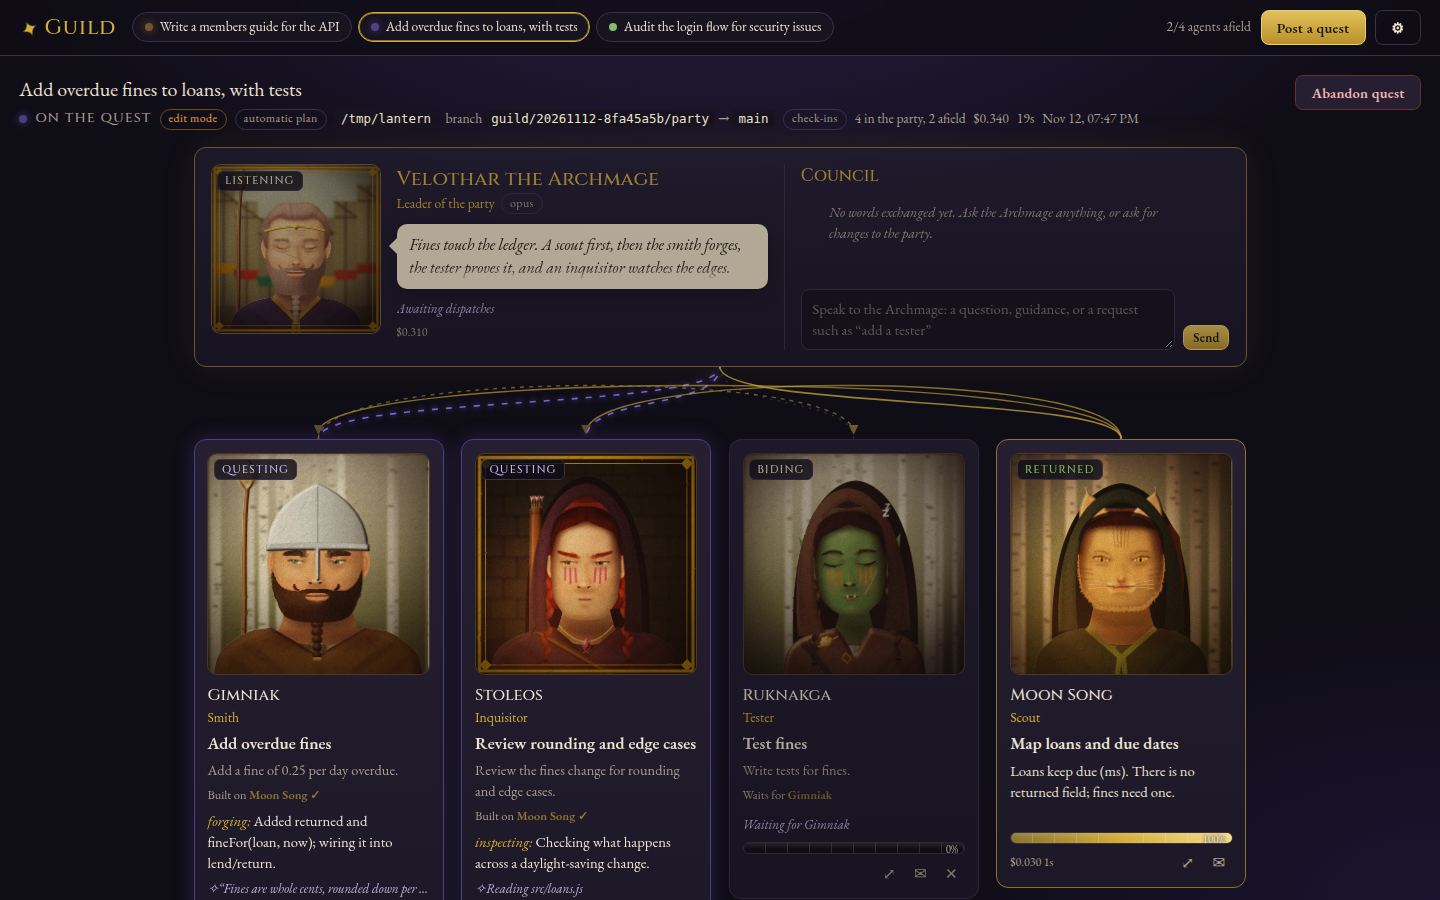 GUILD
Write a members guide for the API
Add overdue fines to loans, with tests
Audit the login flow for security issues
2/4 agents afield
Post a quest
Add overdue fines to loans, with tests
Abandon quest
ON THE QUEST edit mode automatic plan /tmp/lantern branch guild/20261112-8fa45a5b/party → main check-ins 4 in the party, 2 afield $0.340 19s Nov 12, 07:47 PM
LISTENING
VELOTHAR THE ARCHMAGE
Leader of the party opus
Fines touch the ledger. A scout first, then the smith forges,
the tester proves it, and an inquisitor watches the edges.
Awaiting dispatches
$0.310
COUNCIL
No words exchanged yet. Ask the Archmage anything, or ask for
changes to the party.
Speak to the Archmage: a question, guidance, or a request
such as “add a tester”
Send
QUESTING
GIMNIAK
Smith
Add overdue fines
Add a fine of 0.25 per day overdue.
Built on Moon Song ✓
forging: Added returned and
fineFor(loan, now); wiring it into
lend/return.
✧“Fines are whole cents, rounded down per ...
QUESTING
STOLEOS
Inquisitor
Review rounding and edge cases
Review the fines change for rounding
and edge cases.
Built on Moon Song ✓
inspecting: Checking what happens
across a daylight-saving change.
✧Reading src/loans.js
BIDING
z
RUKNAKGA
Tester
Test fines
Write tests for fines.
Waits for Gimniak
Waiting for Gimniak
0%
RETURNED
MOON SONG
Scout
Map loans and due dates
Loans keep due (ms). There is no
returned field; fines need one.
100%
$0.030 1s